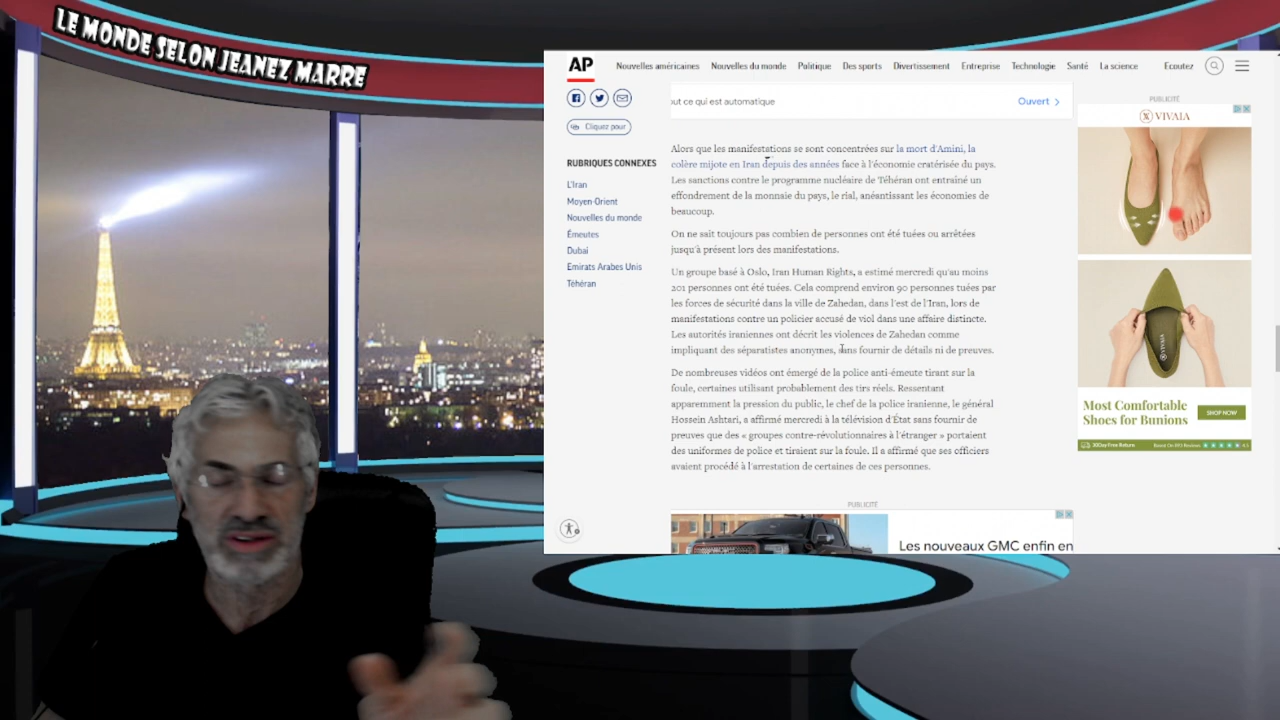 LE MONDE SELON JEANEZ MARRE
AP
Nouvelles américaines Nouvelles du monde Politique Des sports Divertissement Entreprise Technologie Santé La science Ecoutez
Cliquez pour
RUBRIQUES CONNEXES
L'Iran
Moyen-Orient
Nouvelles du monde
Émeutes
Dubai
Emirats Arabes Unis
Téhéran
out ce qui est automatique
Ouvert
Alors que les manifestations se sont concentrées sur la mort d'Amini, la
colère mijote en Iran depuis des années face à l'économie cratérisée du pays.
Les sanctions contre le programme nucléaire de Téhéran ont entraîné un
effondrement de la monnaie du pays, le rial, anéantissant les économies de
beaucoup.
On ne sait toujours pas combien de personnes ont été tuées ou arrêtées
jusqu'à présent lors des manifestations.
Un groupe basé à Oslo, Iran Human Rights, a estimé mercredi qu'au moins
201 personnes ont été tuées. Cela comprend environ 90 personnes tuées par
les forces de sécurité dans la ville de Zahedan, dans l'est de l'Iran, lors de
manifestations contre un policier accusé de viol dans une affaire distincte.
Les autorités iraniennes ont décrit les violences de Zahedan comme
impliquant des séparatistes anonymes, sans fournir de détails ni de preuves.
De nombreuses vidéos ont émergé de la police anti-émeute tirant sur la
foule, certaines utilisant probablement des tirs réels. Ressentant
apparemment la pression du public, le chef de la police iranienne, le général
Hossein Ashtari, a affirmé mercredi à la télévision d'État sans fournir de
preuves que des « groupes contre-révolutionnaires à l'étranger » portaient
des uniformes de police et tiraient sur la foule. Il a affirmé que ses officiers
avaient procédé à l'arrestation de certaines de ces personnes.
PUBLICITÉ
Les nouveaux GMC enfin en
PUBLICITÉ
VIVAIA
Most Comfortable
Shoes for Bunions
SHOP NOW
30Day Free Return